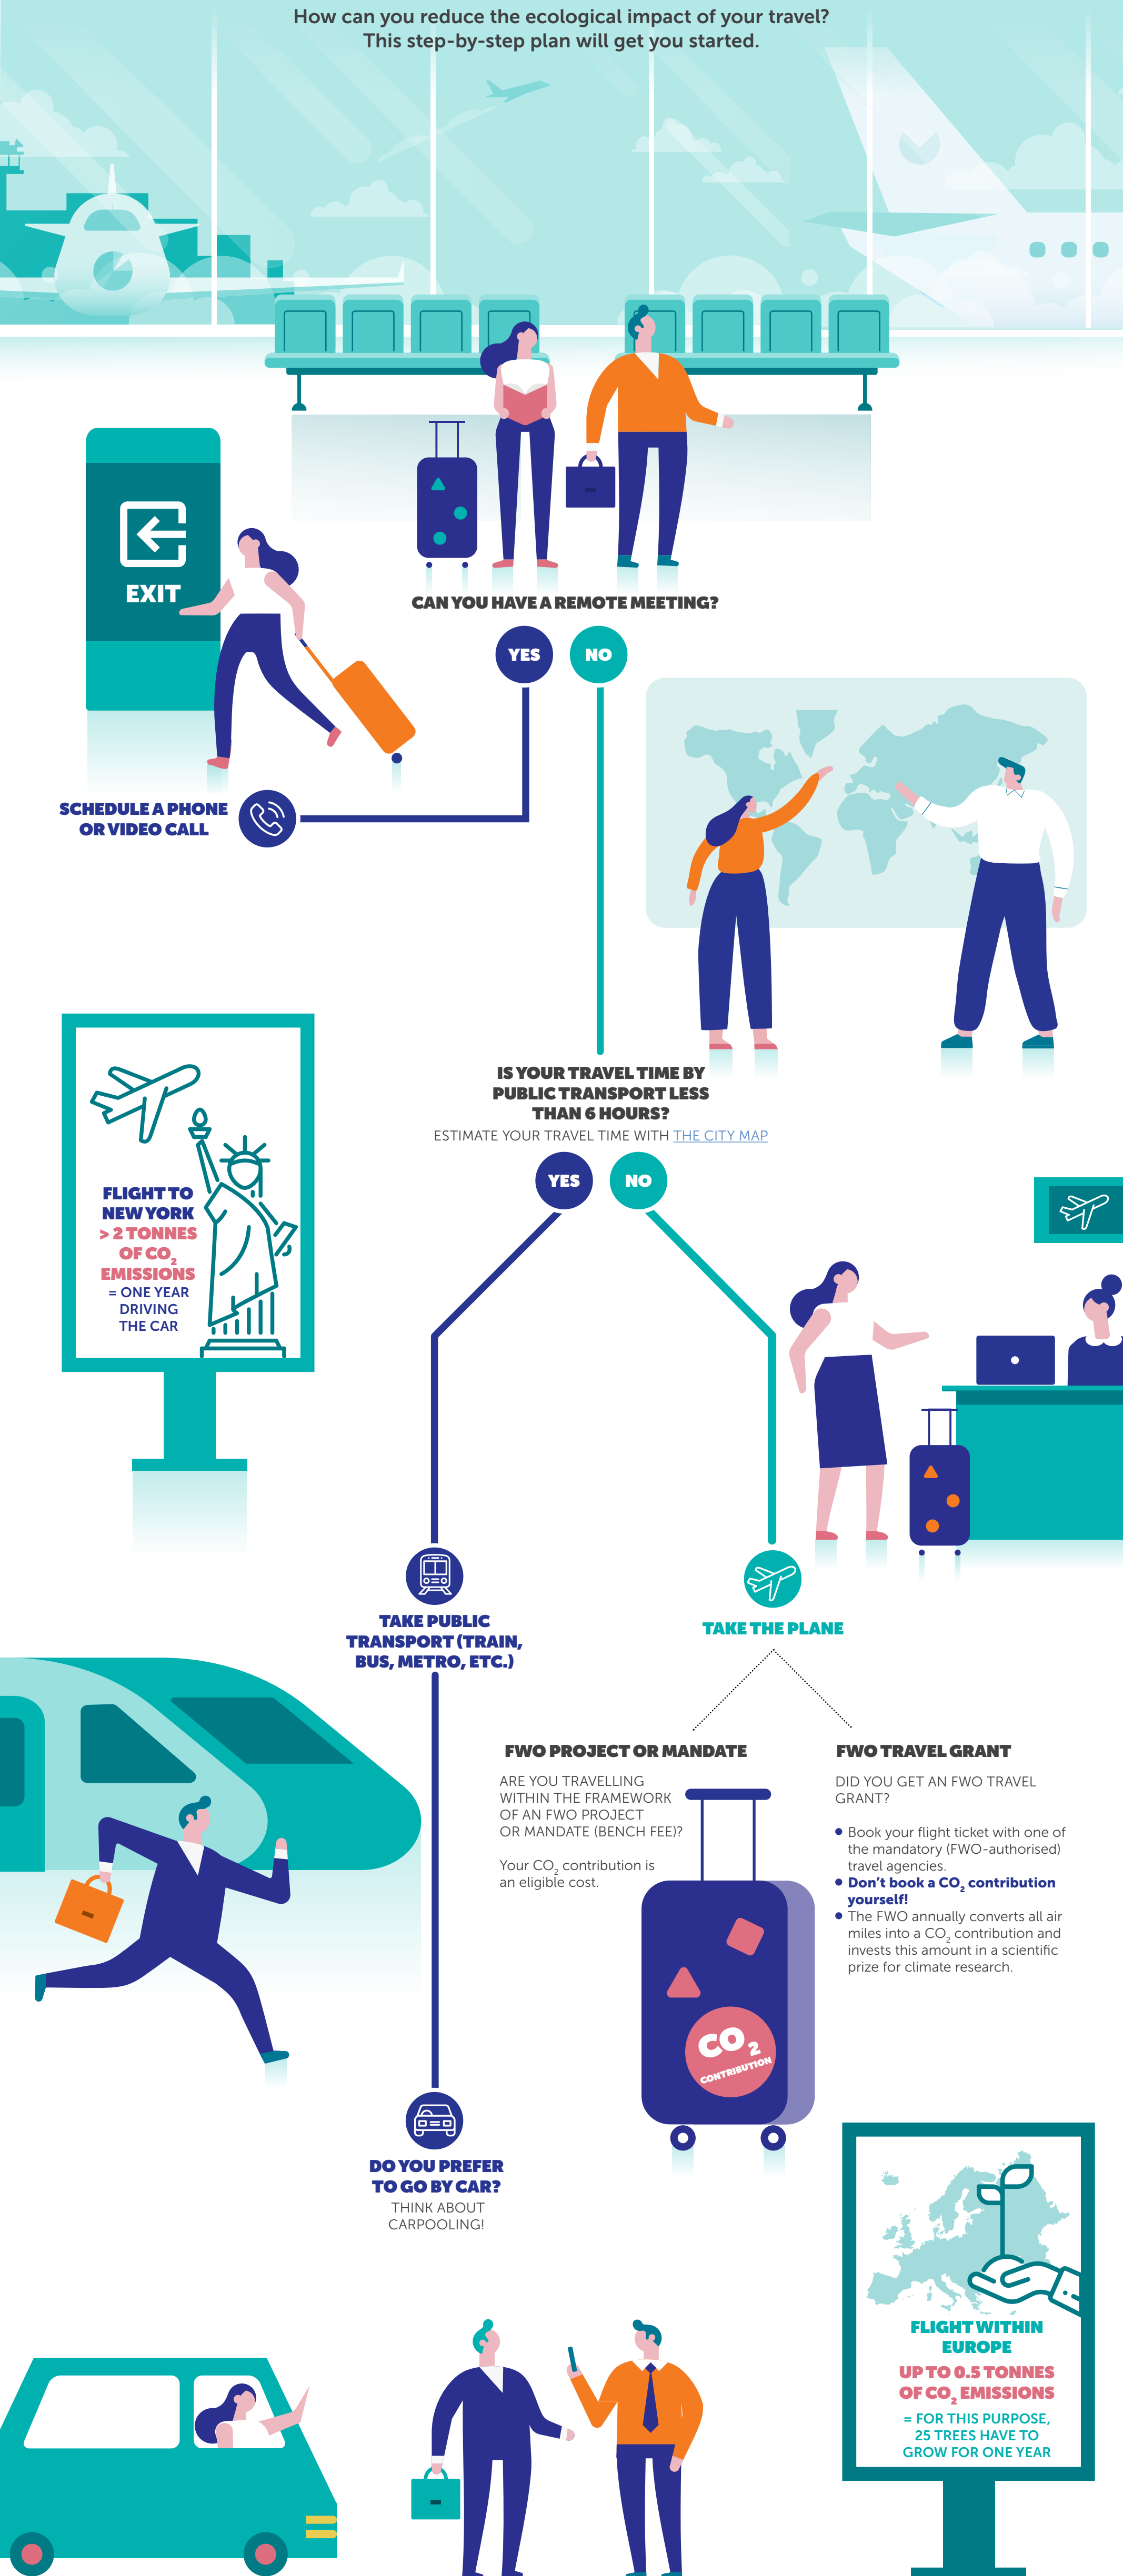 How can you reduce the ecological impact of your travel?
This step-by-step plan will get you started.
EXIT
CAN YOU HAVE A REMOTE MEETING?
YES
NO
SCHEDULE A PHONE
OR VIDEO CALL
IS YOUR TRAVEL TIME BY
PUBLIC TRANSPORT LESS
THAN 6 HOURS?
ESTIMATE YOUR TRAVEL TIME WITH THE CITY MAP
YES
NO
FLIGHT TO
NEW YORK
> 2 TONNES
OF CO2
EMISSIONS
= ONE YEAR
DRIVING
THE CAR
TAKE PUBLIC
TRANSPORT (TRAIN,
BUS, METRO, ETC.)
TAKE THE PLANE
FWO PROJECT OR MANDATE
ARE YOU TRAVELLING
WITHIN THE FRAMEWORK
OF AN FWO PROJECT
OR MANDATE (BENCH FEE)?
Your CO2 contribution is
an eligible cost.
FWO TRAVEL GRANT
DID YOU GET AN FWO TRAVEL
GRANT?
• Book your flight ticket with one of
the mandatory (FWO-authorised)
travel agencies.
• Don't book a CO2 contribution
yourself!
• The FWO annually converts all air
miles into a CO2 contribution and
invests this amount in a scientific
prize for climate research.
CO2
CONTRIBUTION
DO YOU PREFER
TO GO BY CAR?
THINK ABOUT
CARPOOLING!
FLIGHT WITHIN
EUROPE
UP TO 0.5 TONNES
OF CO2 EMISSIONS
= FOR THIS PURPOSE,
25 TREES HAVE TO
GROW FOR ONE YEAR